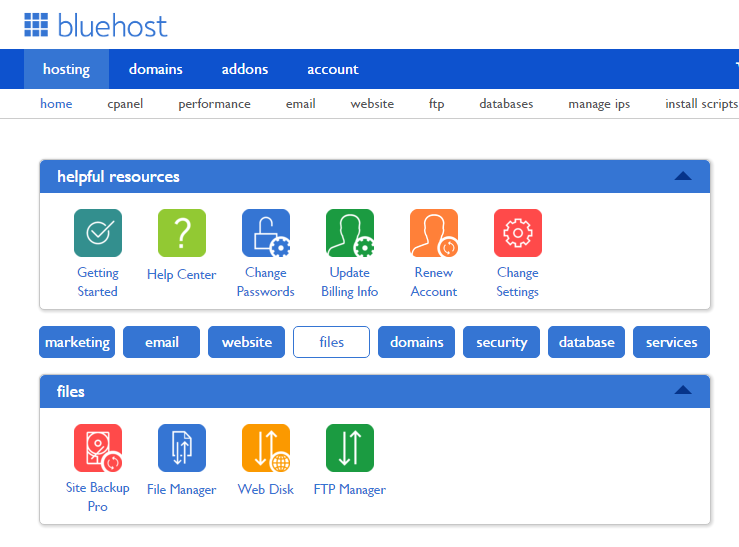 bluehost
hosting domains addons account
home cpanel performance email website ftp databases manage ips install scripts
helpful resources
?
Getting Help Center Change Update Renew Change
Started Passwords Billing Info Account Settings
marketing email website files domains security database services
files
Site Backup File Manager Web Disk FTP Manager
Pro